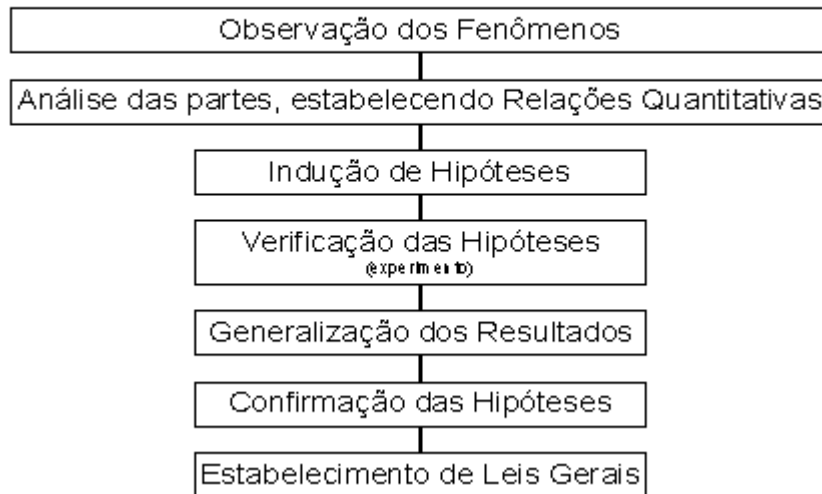 Observação dos Fenômenos
Análise das partes, estabelecendo Relações Quantitativas
Indução de Hipóteses
Verificação das Hipóteses
(experimento)
Generalização dos Resultados
Confirmação das Hipóteses
Estabelecimento de Leis Gerais